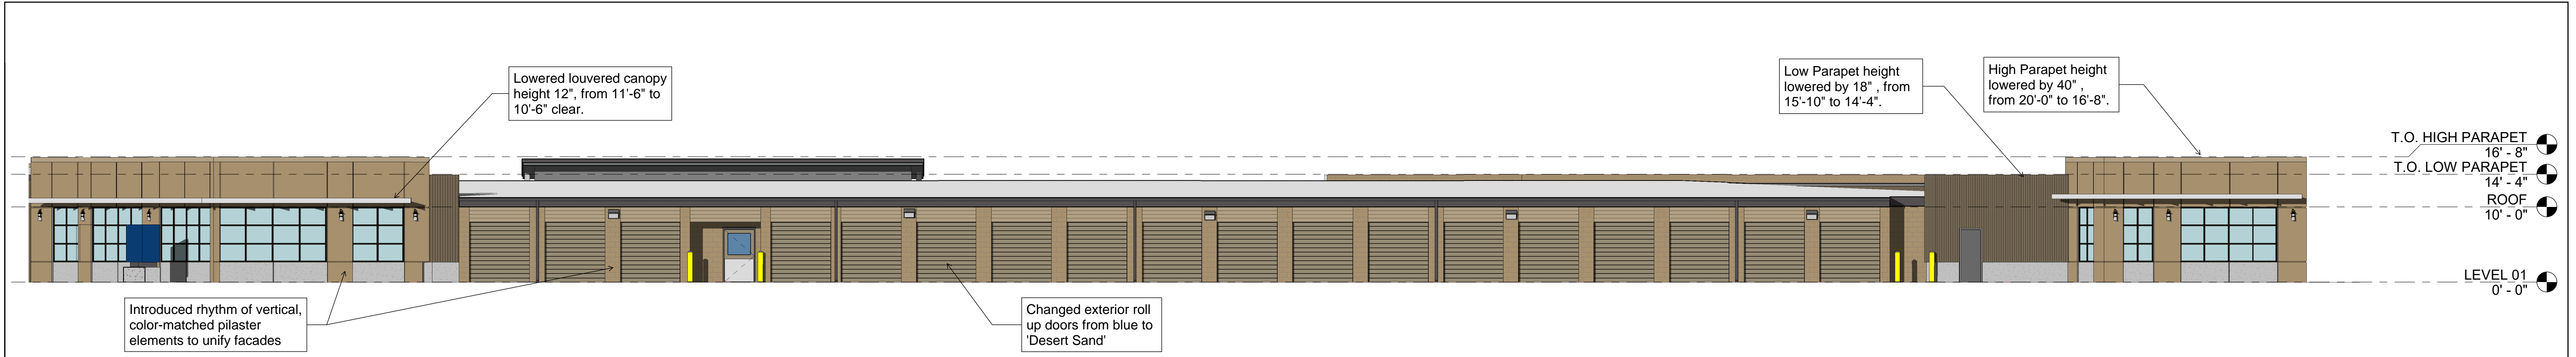 Lowered louvered canopy
height 12", from 11'-6" to
10'-6" clear.
Low Parapet height
lowered by 18" , from
15'-10" to 14'-4".
High Parapet height
lowered by 40" ,
from 20'-0" to 16'-8".
T.O. HIGH PARAPET
16' - 8"
T.O. LOW PARAPET
14' - 4"
ROOF
10' - 0"
LEVEL 01
0' - 0"
Introduced rhythm of vertical,
color-matched pilaster
elements to unify facades
Changed exterior roll
up doors from blue to
'Desert Sand'